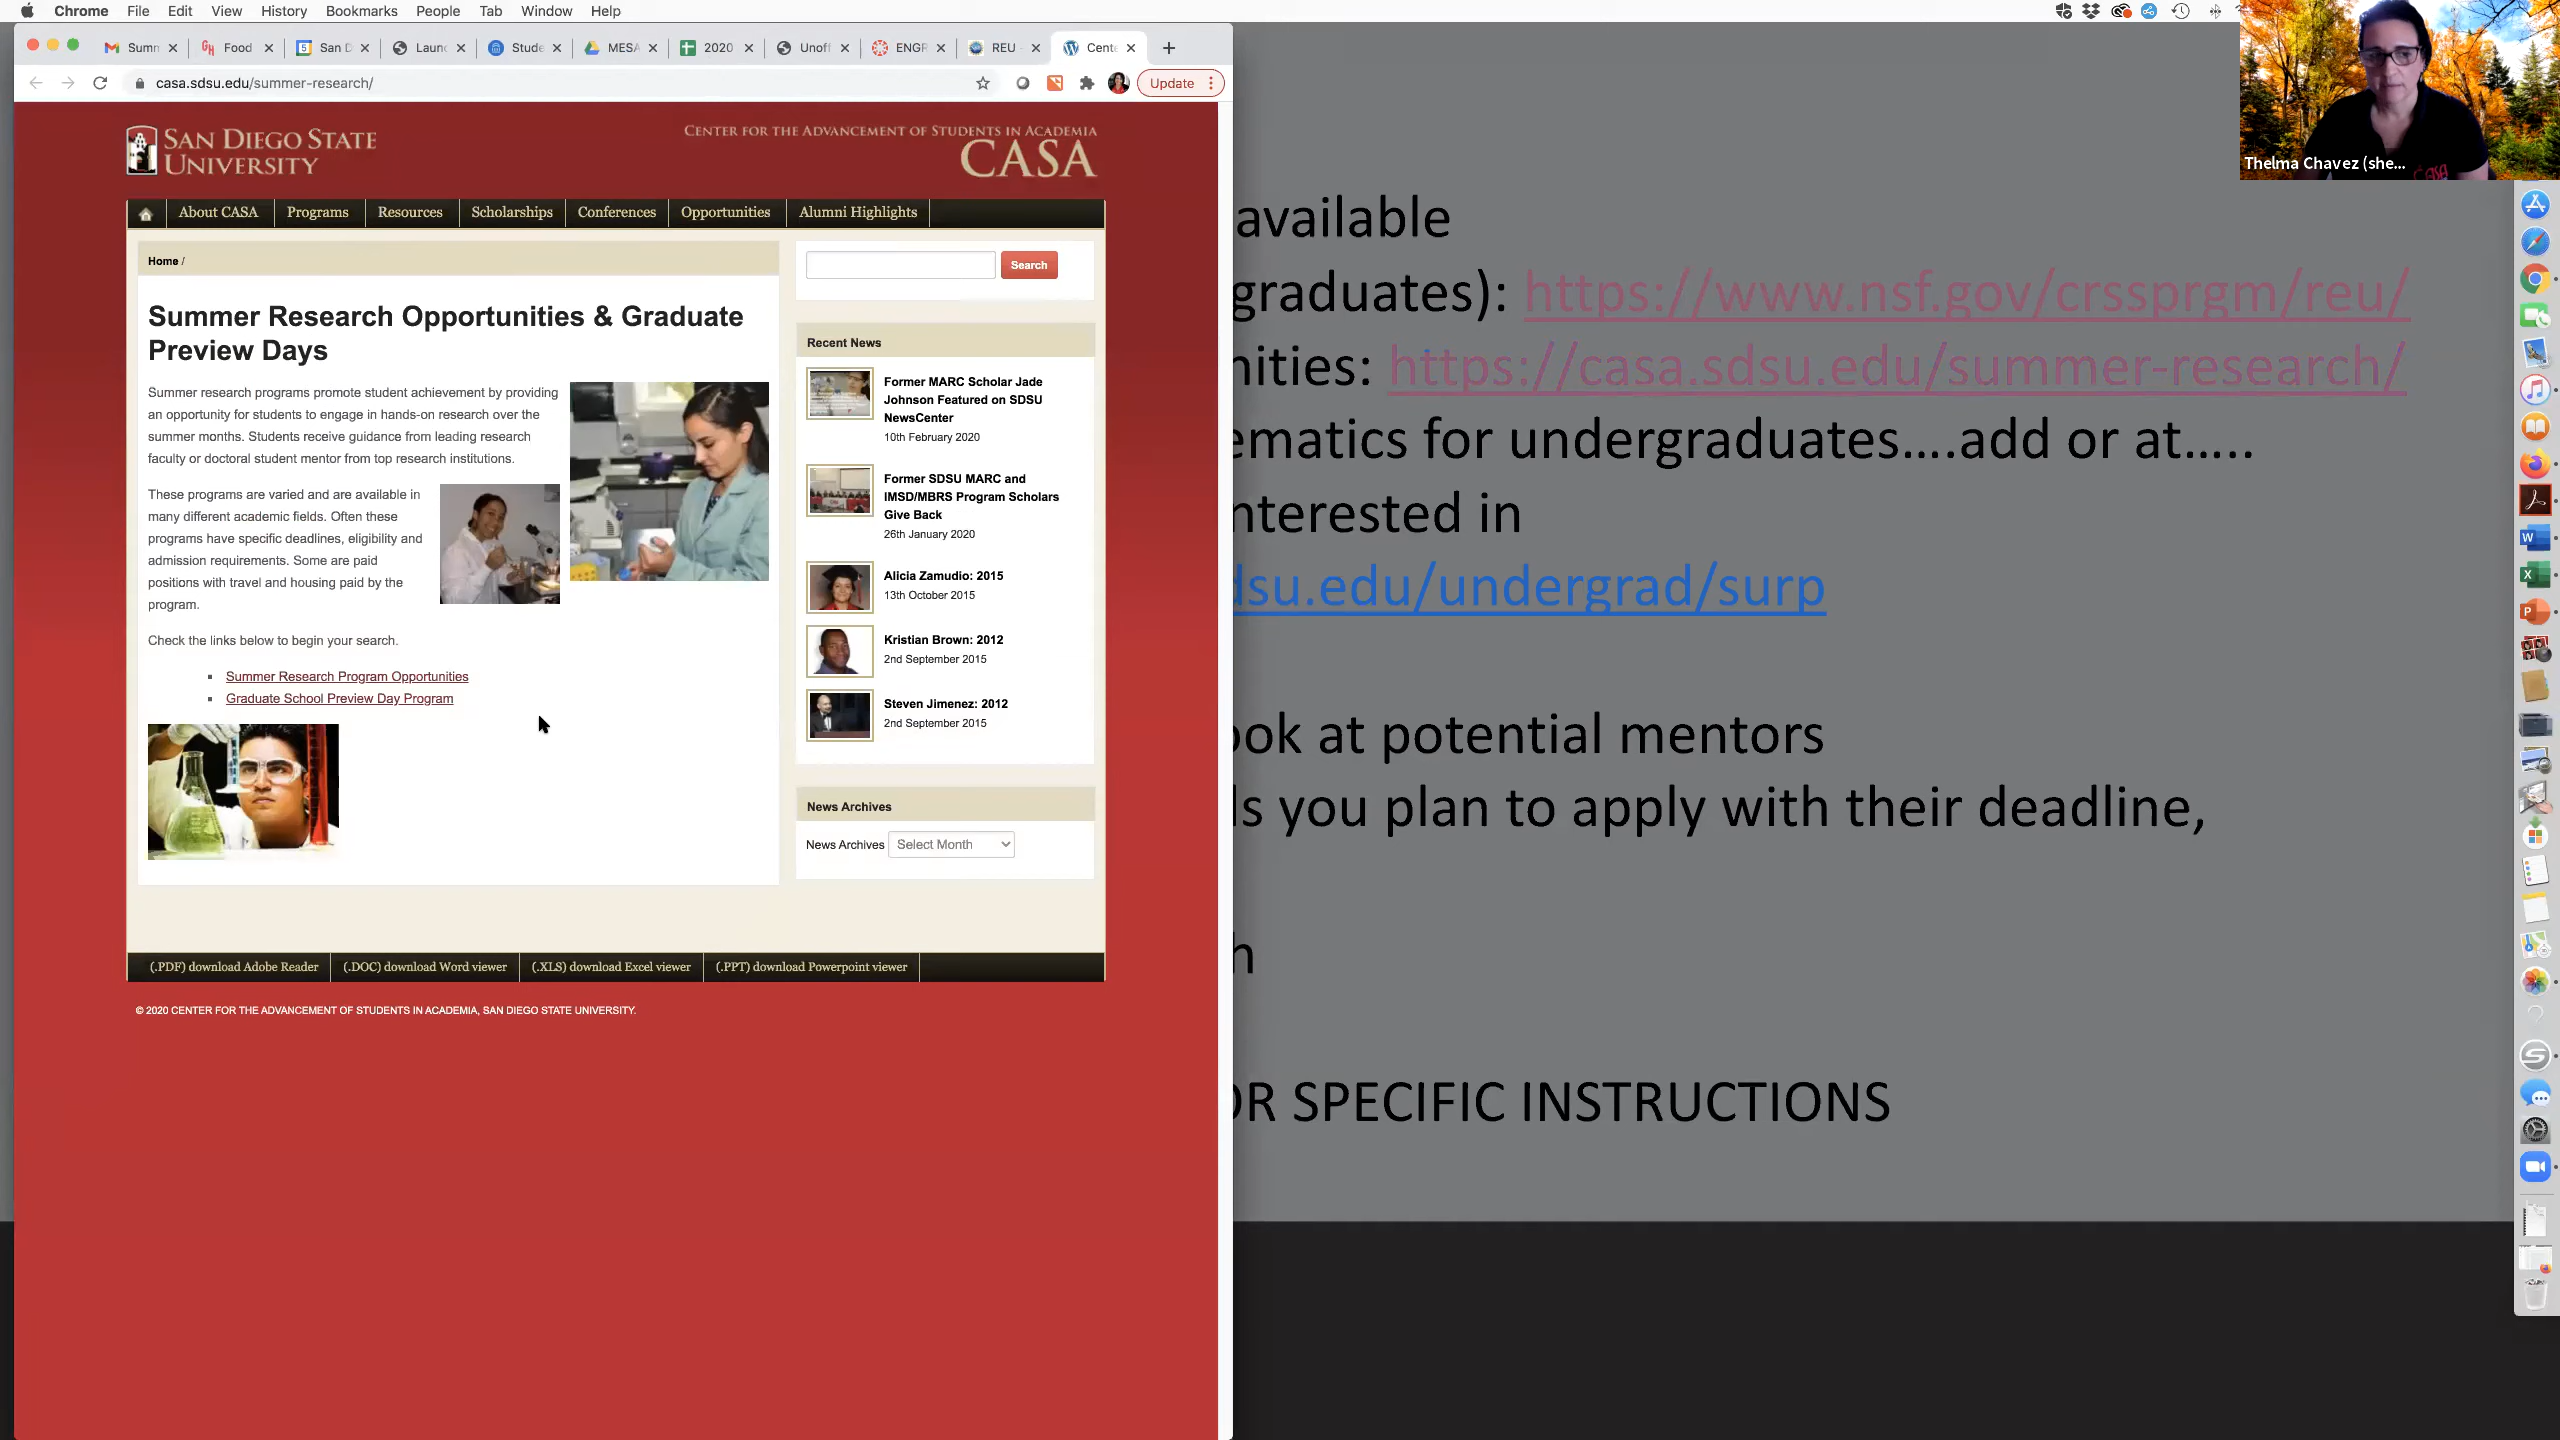 Chrome File Edit View History Bookmarks People Tab Window Help
Summ Food San D Laun Stude MESA 2020 Unoff ENGR REU Cente
casa.sdsu.edu/summer-research/
Update
SAN DIEGO STATE
UNIVERSITY
CENTER FOR THE ADVANCEMENT OF STUDENTS IN ACADEMIA
CASA
About CASA Programs Resources Scholarships Conferences Opportunities Alumni Highlights
Home /
Search
Summer Research Opportunities & Graduate
Preview Days
Summer research programs promote student achievement by providing
an opportunity for students to engage in hands-on research over the
summer months. Students receive guidance from leading research
faculty or doctoral student mentor from top research institutions.
These programs are varied and are available in
many different academic fields. Often these
programs have specific deadlines, eligibility and
admission requirements. Some are paid
positions with travel and housing paid by the
program.
Check the links below to begin your search.
Summer Research Program Opportunities
Graduate School Preview Day Program
Recent News
Former MARC Scholar Jade
Johnson Featured on SDSU
NewsCenter
10th February 2020
Former SDSU MARC and
IMSD/MBRS Program Scholars
Give Back
26th January 2020
Alicia Zamudio: 2015
13th October 2015
Kristian Brown: 2012
2nd September 2015
Steven Jimenez: 2012
2nd September 2015
News Archives
News Archives Select Month
(.PDF) download Adobe Reader (.DOC) download Word viewer (.XLS) download Excel viewer (.PPT) download Powerpoint viewer
© 2020 CENTER FOR THE ADVANCEMENT OF STUDENTS IN ACADEMIA, SAN DIEGO STATE UNIVERSITY.
available
graduates): https://www.nsf.gov/crssprgm/reu/
nities: https://casa.sdsu.edu/summer-research/
ematics for undergraduates….add or at…..
nterested in
dsu.edu/undergrad/surp
ook at potential mentors
ls you plan to apply with their deadline,
h
OR SPECIFIC INSTRUCTIONS
Thelma Chavez (she...